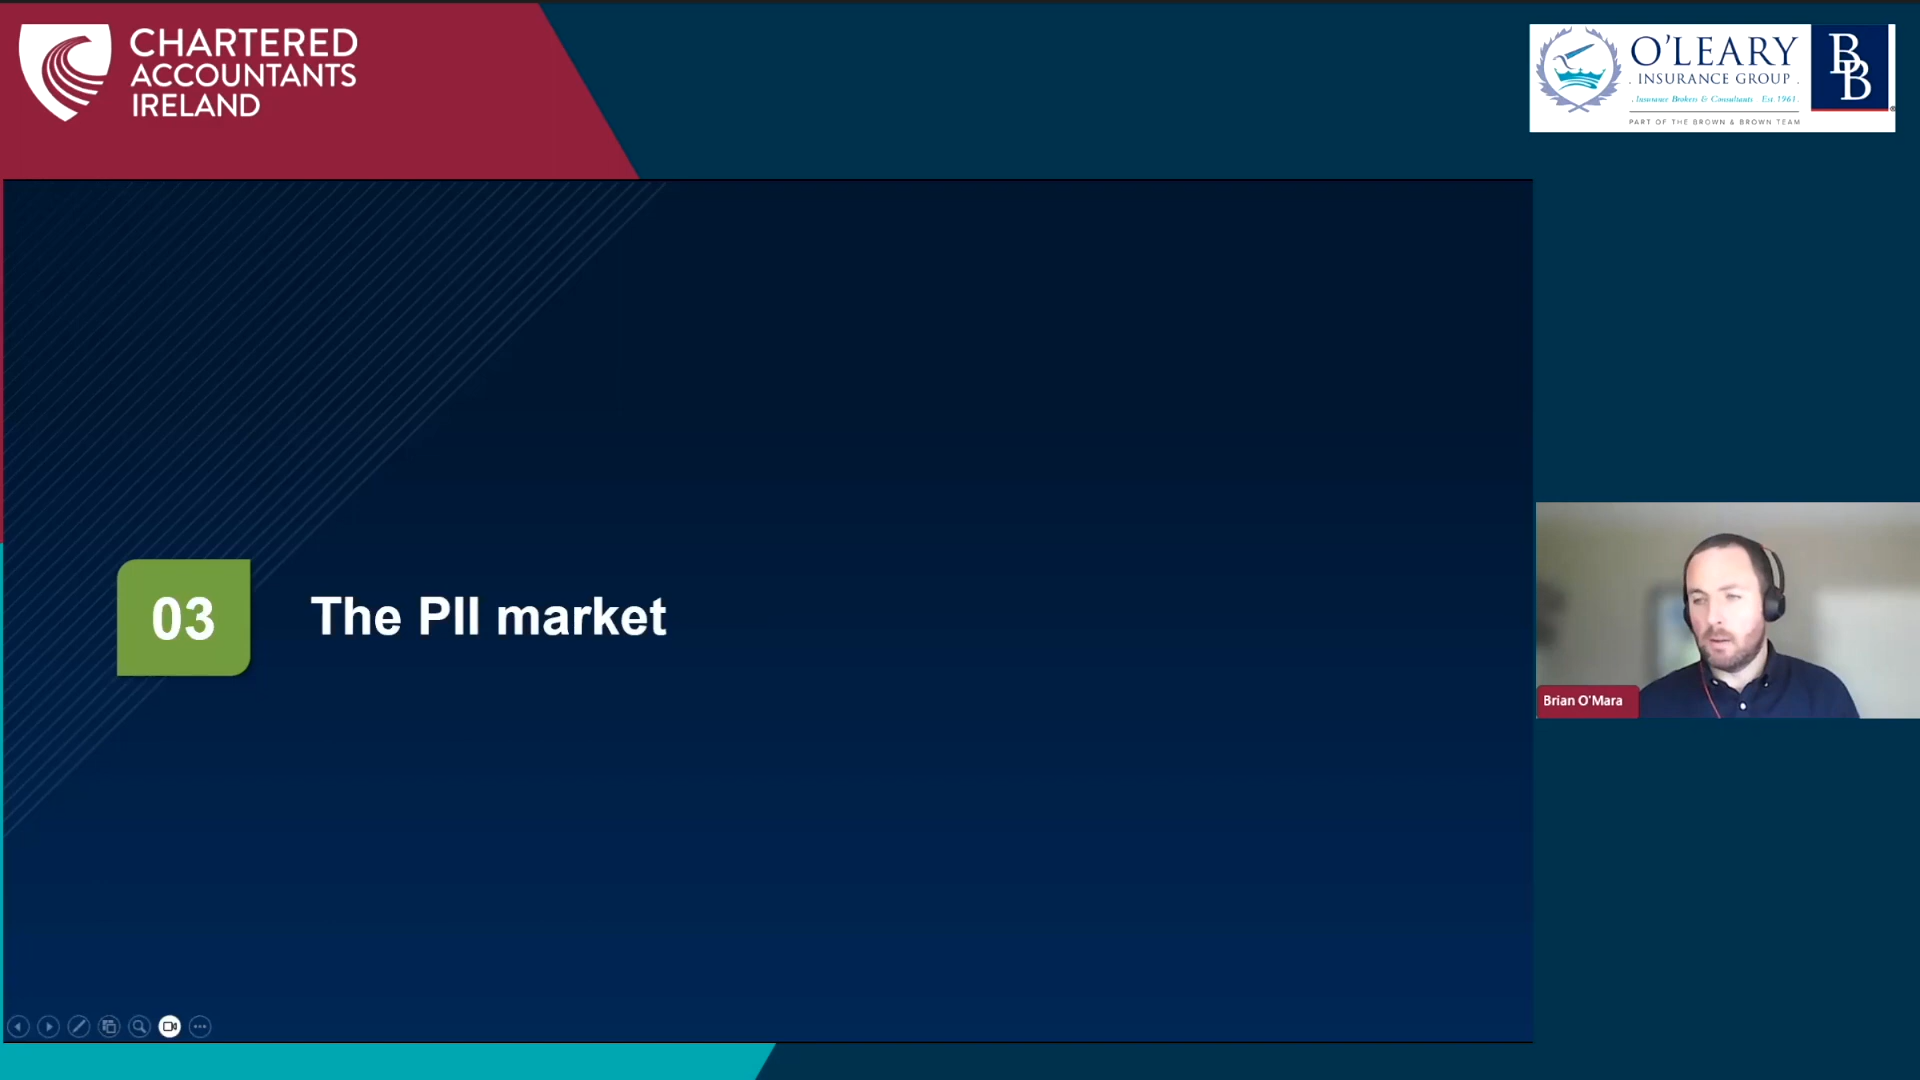 CHARTERED
ACCOUNTANTS
IRELAND
O'LEARY
. INSURANCE GROUP .
. Insurance Brokers & Consultants Est.1961.
PART OF THE BROWN & BROWN TEAM
BB
03 The PII market
Brian O'Mara